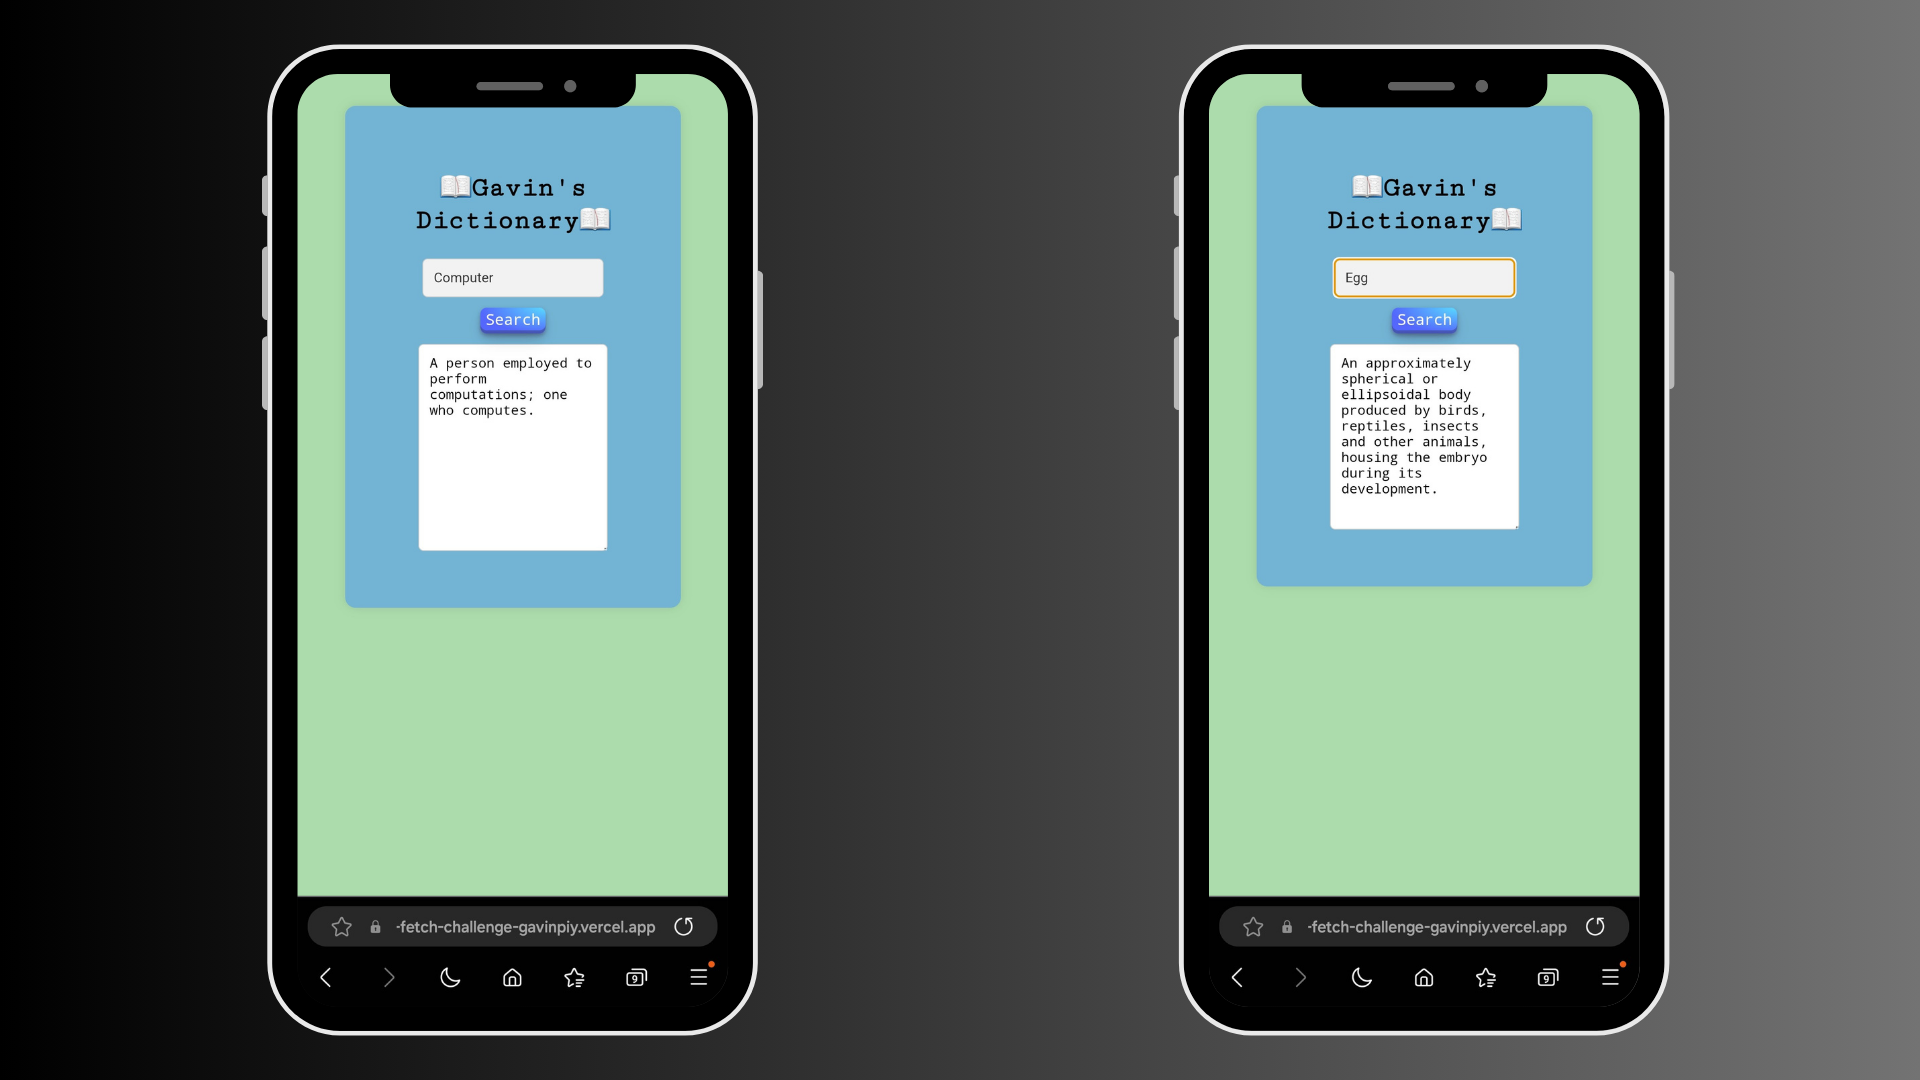 📖Gavin's
Dictionary📖
Computer
Search
A person employed to
perform
computations; one
who computes.
-fetch-challenge-gavinpiy.vercel.app
9
📖Gavin's
Dictionary📖
Egg
Search
An approximately
spherical or
ellipsoidal body
produced by birds,
reptiles, insects
and other animals,
housing the embryo
during its
development.
-fetch-challenge-gavinpiy.vercel.app
9